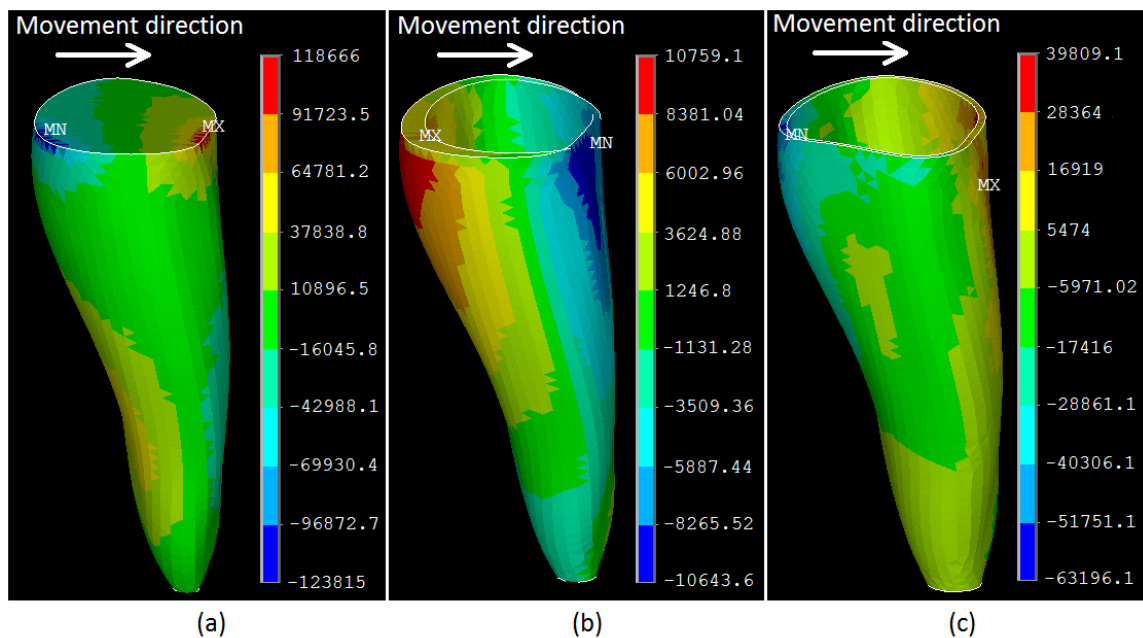 Movement direction
118666
91723.5
64781.2
37838.8
10896.5
-16045.8
-42988.1
-69930.4
-96872.7
-123815
MN
MX
(a)
Movement direction
10759.1
8381.04
6002.96
3624.88
1246.8
-1131.28
-3509.36
-5887.44
-8265.52
-10643.6
MX
MN
(b)
Movement direction
39809.1
28364
16919
5474
-5971.02
-17416
-28861.1
-40306.1
-51751.1
-63196.1
MN
MX
(c)